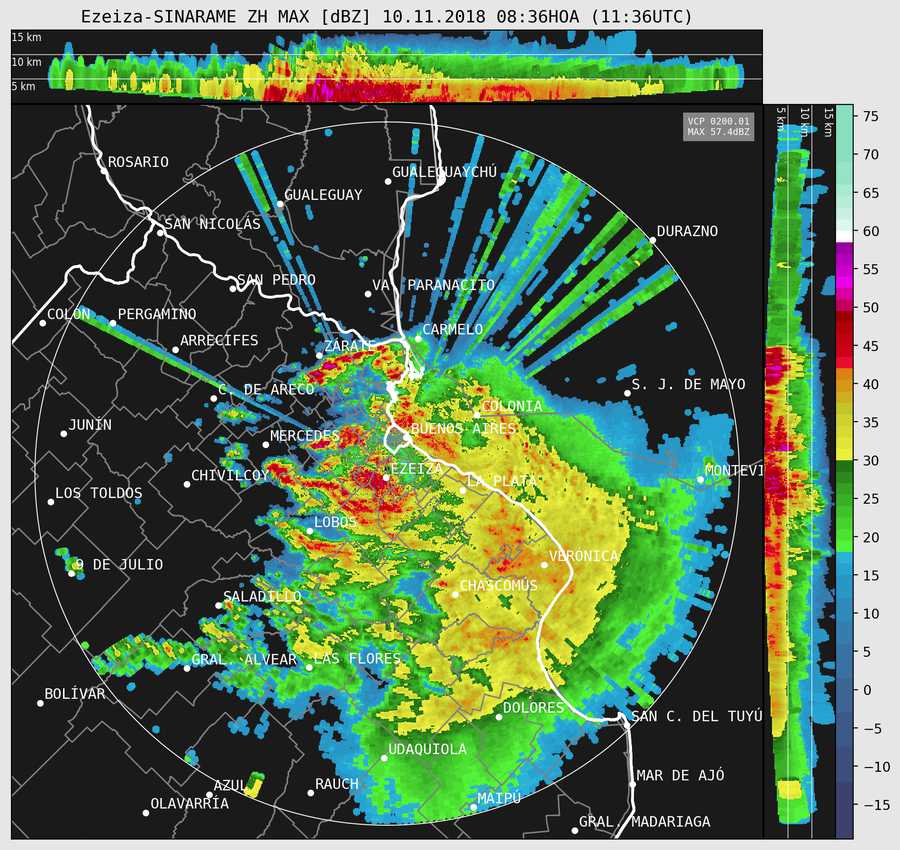 Ezeiza-SINARAME ZH MAX [dBZ] 10.11.2018 08:36HOA (11:36UTC)
15 km
10 km
5 km
5 km
10 km
15 km
VCP 0200.01
MAX 57.4dBZ
ROSARIO
GUALEGUAY
GUALEGUAYCHÚ
SAN NICOLÁS
DURAZNO
SAN PEDRO
VA. PARANACITO
COLÓN
PERGAMINO
CARMELO
ARRECIFES
ZÁRATE
C. DE ARECO
S. J. DE MAYO
COLONIA
JUNÍN
MERCEDES
BUENOS AIRES
CHIVILCOY
EZEIZA
LA PLATA
MONTEVI
LOS TOLDOS
LOBOS
9 DE JULIO
VERÓNICA
CHASCOMÚS
SALADILLO
GRAL. ALVEAR
LAS FLORES
BOLÍVAR
DOLORES
SAN C. DEL TUYÚ
UDAQUIOLA
MAR DE AJÓ
AZUL
RAUCH
OLAVARRÍA
MAIPÚ
GRAL. MADARIAGA
75
70
65
60
55
50
45
40
35
30
25
20
15
10
5
0
−5
−10
−15